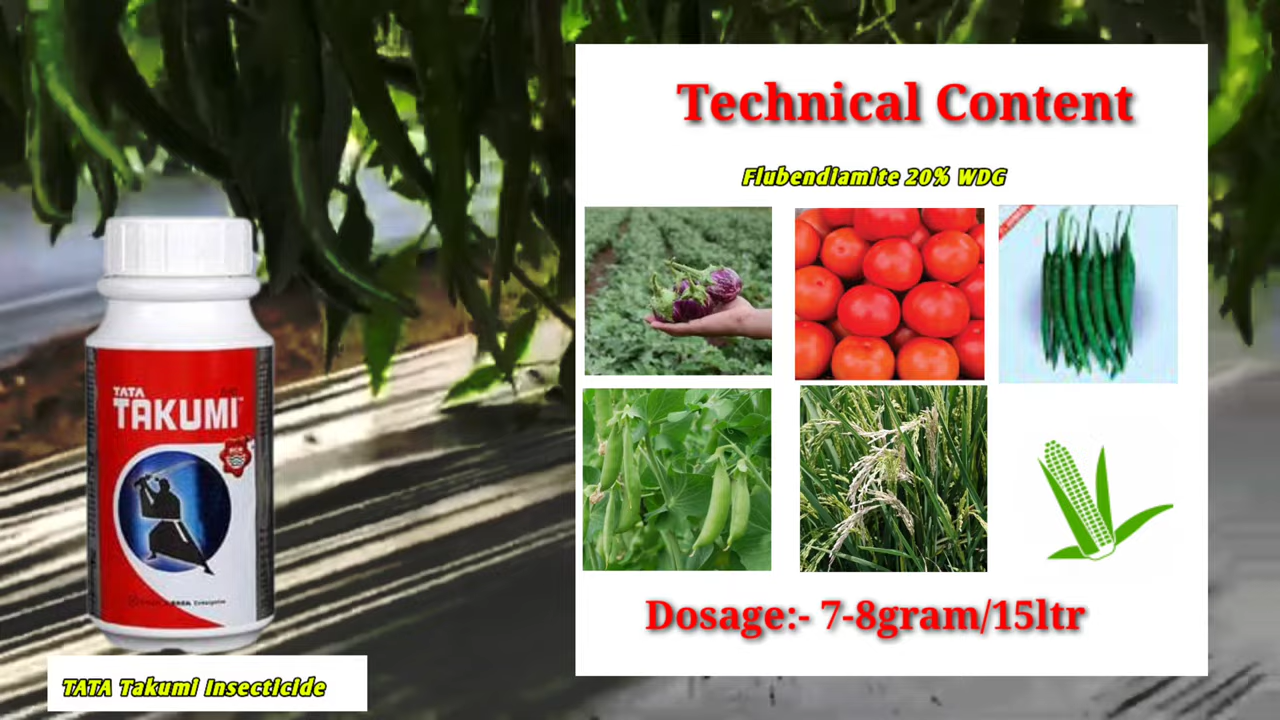 Technical Content
Flubendiamite 20% WDG
TATA
TAKUMI
Dosage:- 7-8gram/15ltr
TATA Takumi Insecticide